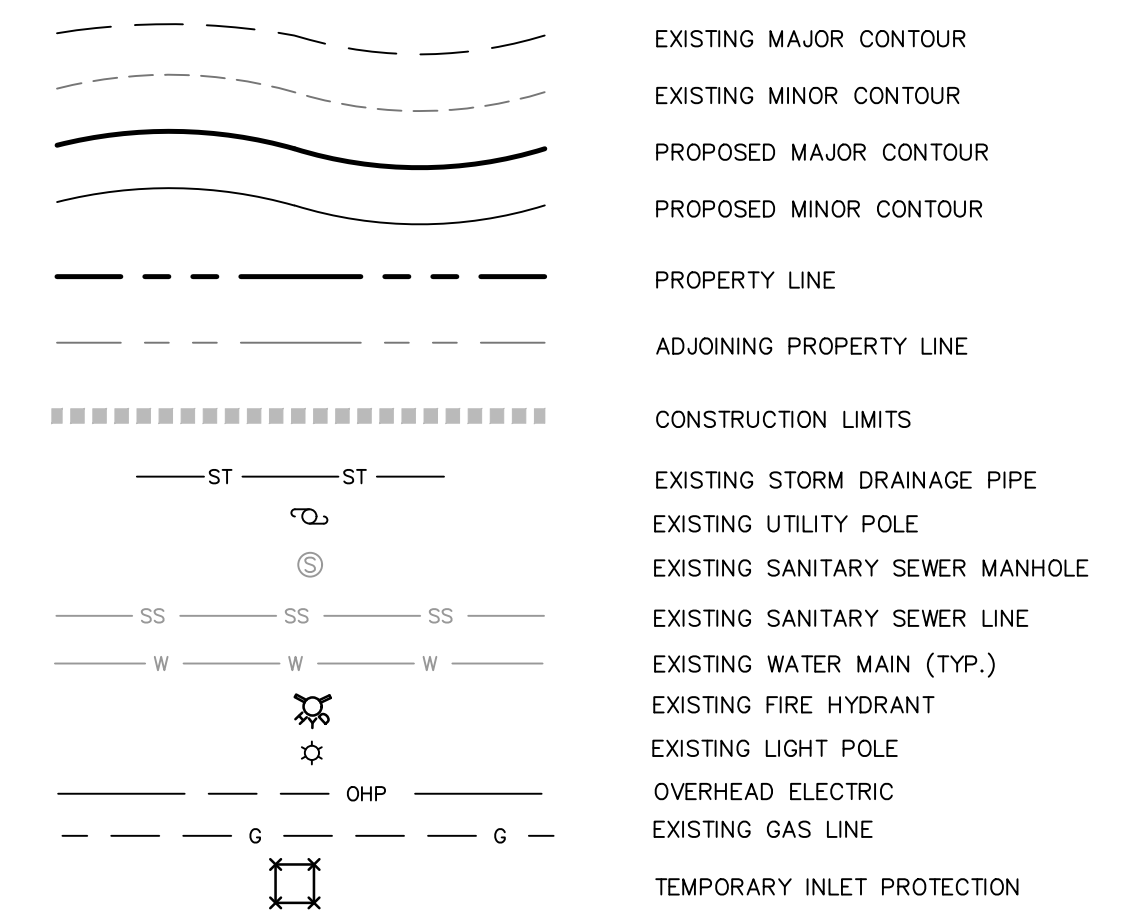 EXISTING MAJOR CONTOUR
EXISTING MINOR CONTOUR
PROPOSED MAJOR CONTOUR
PROPOSED MINOR CONTOUR
PROPERTY LINE
ADJOINING PROPERTY LINE
CONSTRUCTION LIMITS
ST ST EXISTING STORM DRAINAGE PIPE
EXISTING UTILITY POLE
S EXISTING SANITARY SEWER MANHOLE
SS SS SS EXISTING SANITARY SEWER LINE
W W W EXISTING WATER MAIN (TYP.)
EXISTING FIRE HYDRANT
EXISTING LIGHT POLE
OHP OVERHEAD ELECTRIC
G G EXISTING GAS LINE
TEMPORARY INLET PROTECTION